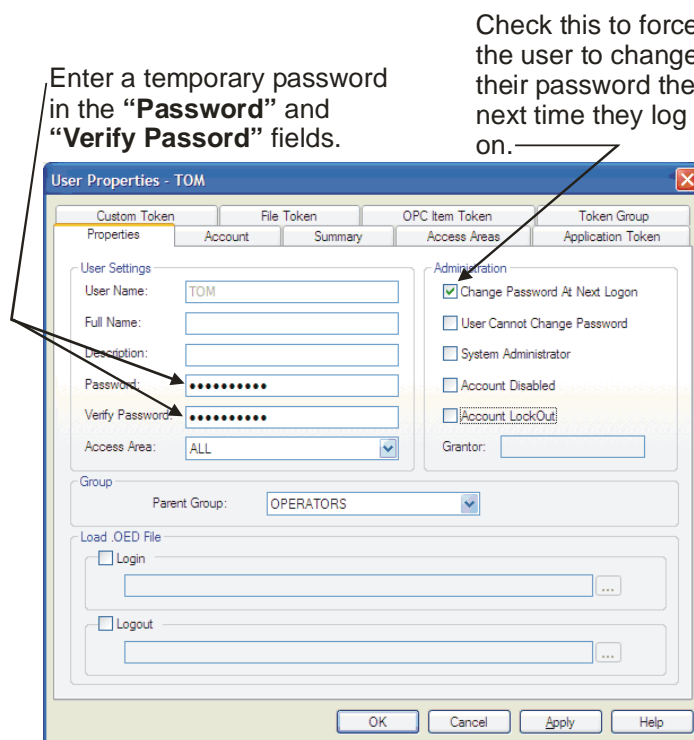 Check this to force
the user to change
their password the
next time they log
on.
Enter a temporary password
in the “Password” and
“Verify Passord” fields.
User Properties - TOM
Custom Token File Token OPC Item Token Token Group
Properties Account Summary Access Areas Application Token
User Settings
User Name: TOM
Full Name:
Description:
Password: ••••••••••
Verify Password: ••••••••••
Access Area: ALL
Administration
Change Password At Next Logon
User Cannot Change Password
System Administrator
Account Disabled
Account LockOut
Grantor:
Group
Parent Group: OPERATORS
Load .OED File
Login
...
Logout
...
OK Cancel Apply Help